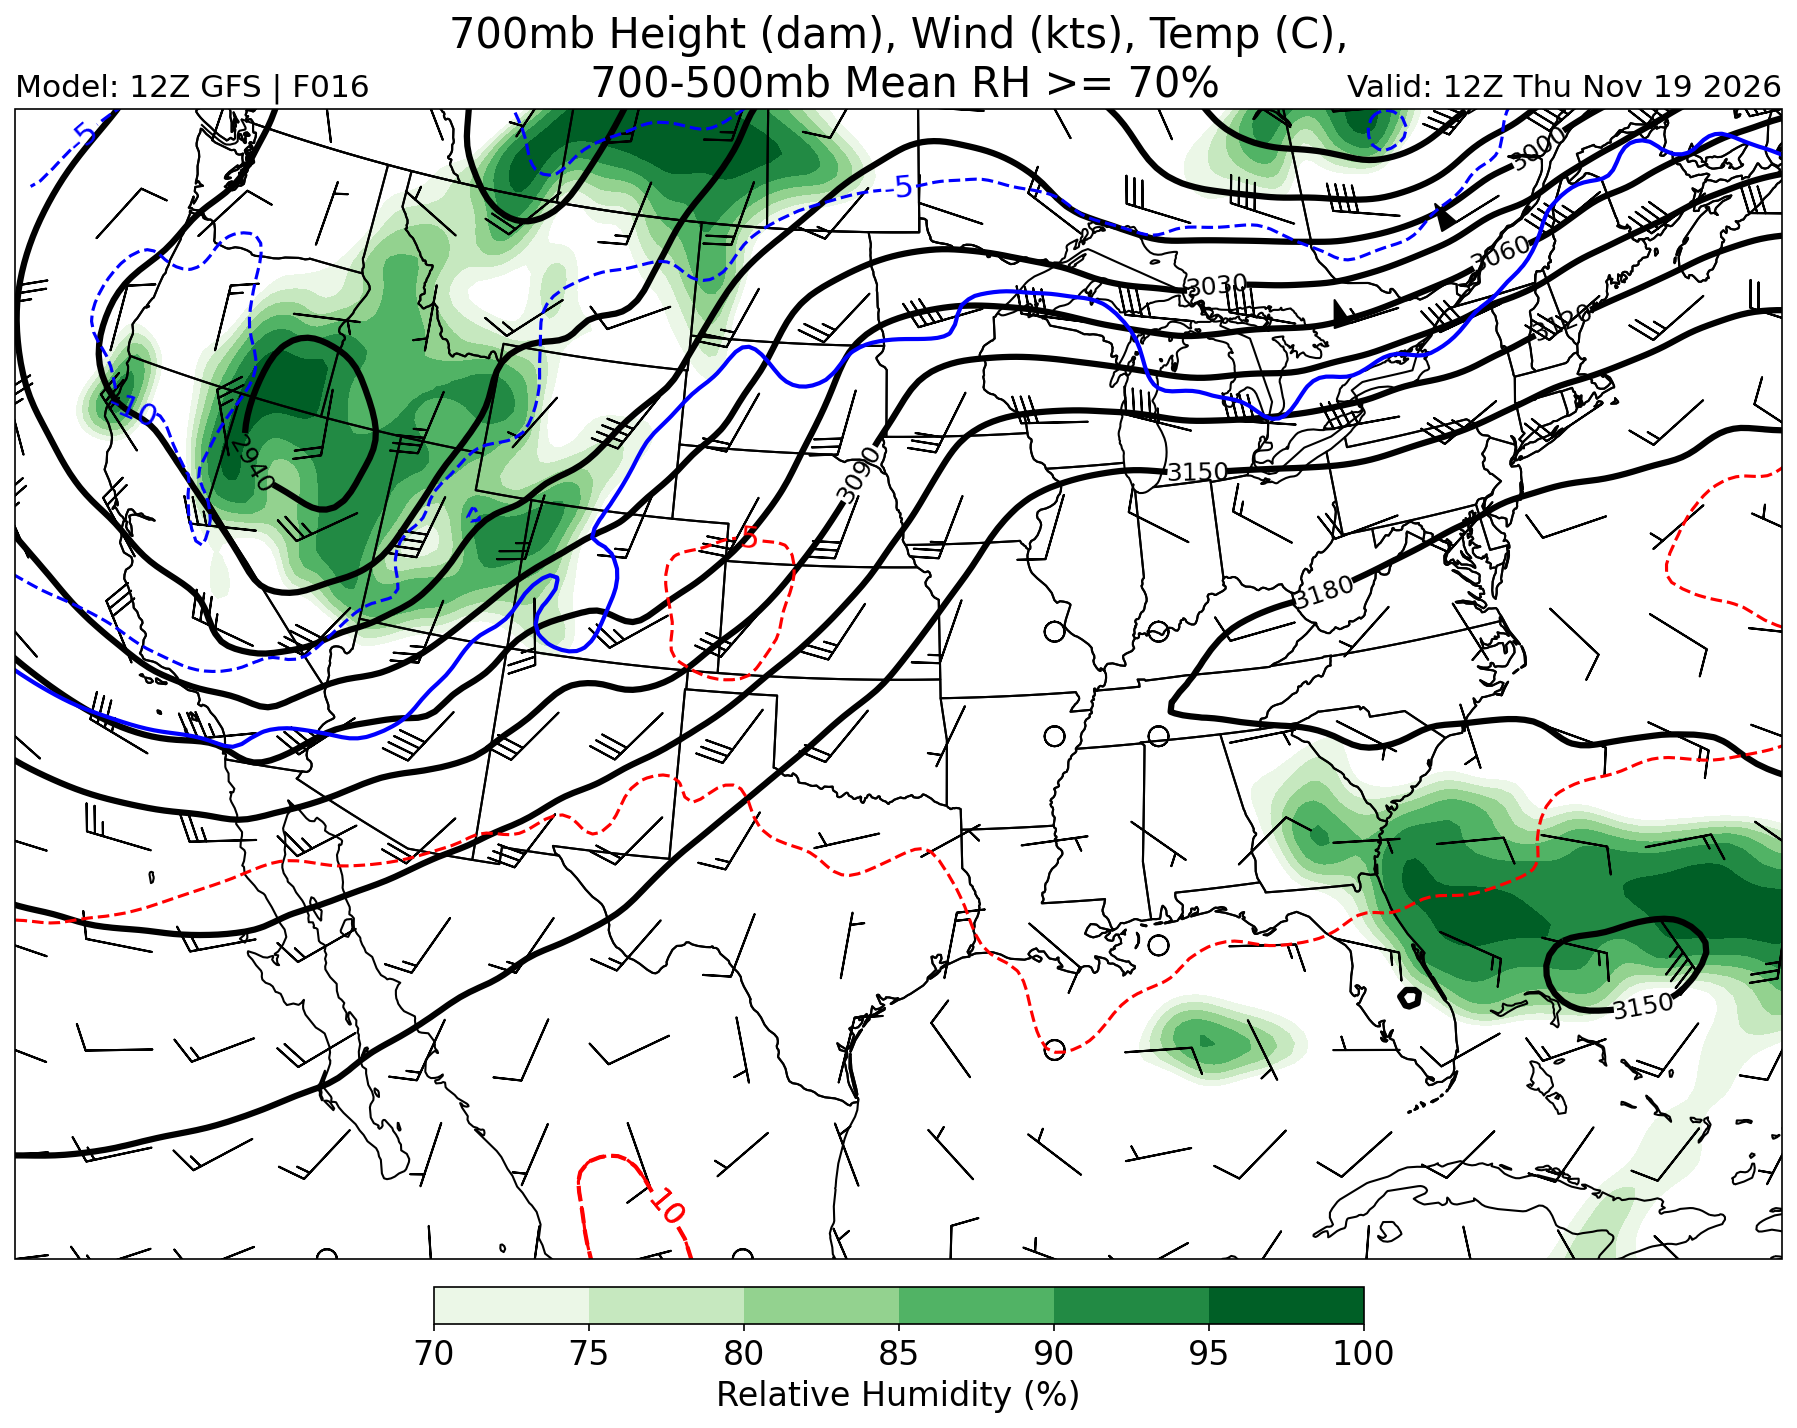 700mb Height (dam), Wind (kts), Temp (C),
700-500mb Mean RH >= 70%
Model: 12Z GFS | F016
Valid: 12Z Thu Nov 19 2026
-5
3000
-5
3060
3030
3120
-10
2940
3090
3150
5
3180
3150
10
70 75 80 85 90 95 100
Relative Humidity (%)